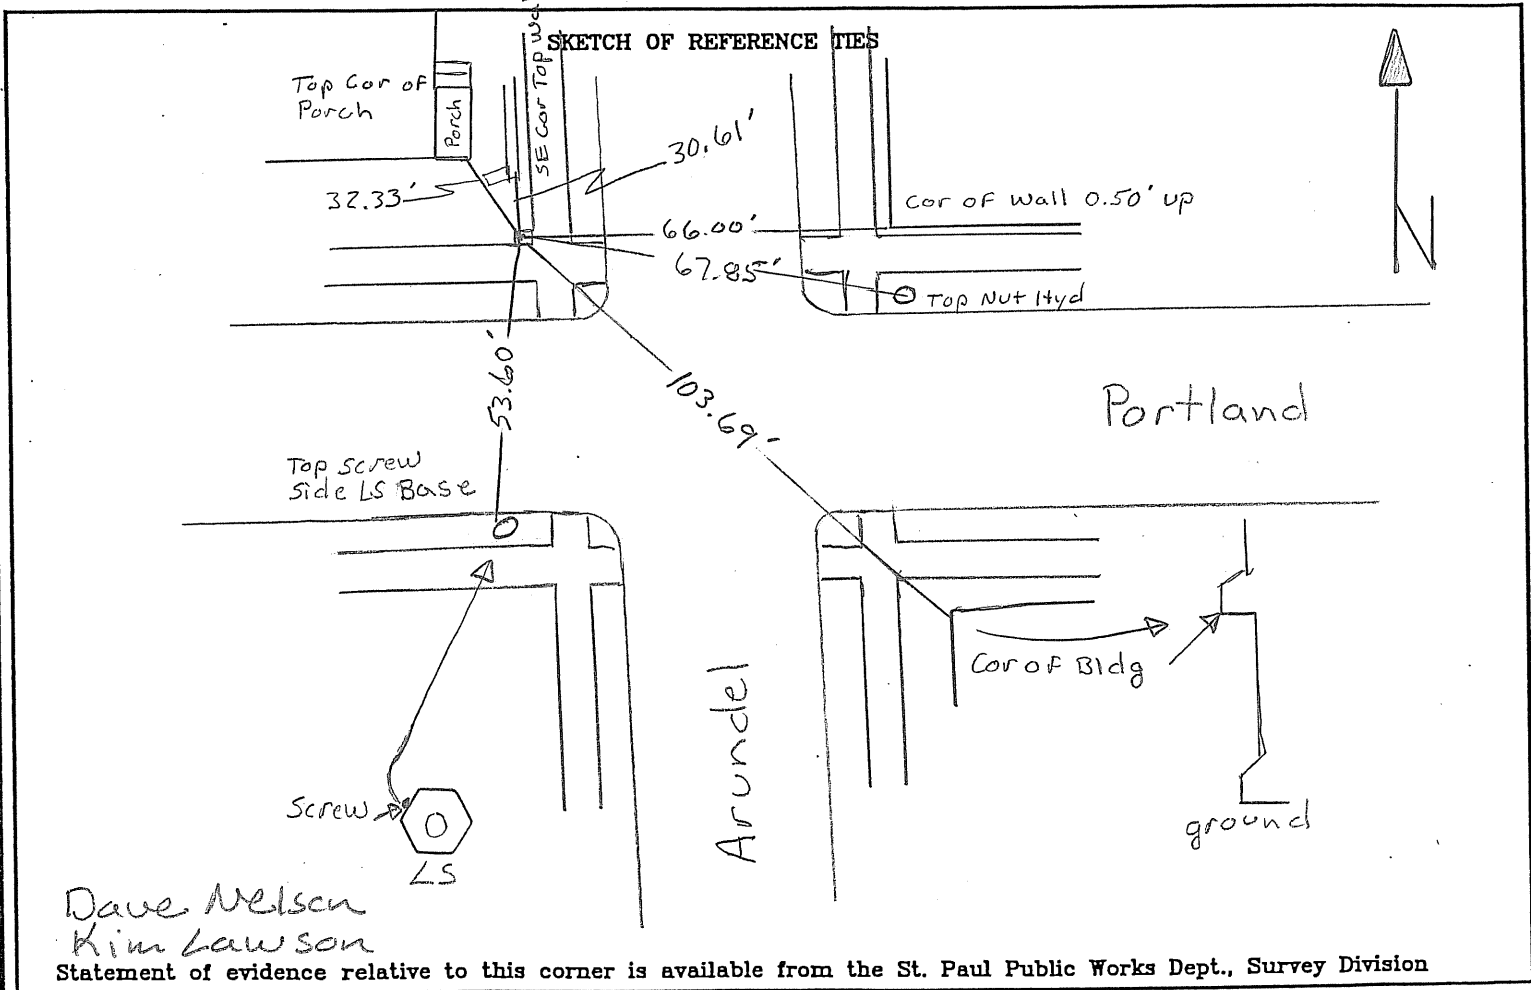 SKETCH OF REFERENCE TIES
Top Cor of
Porch
Porch
SE Cor Top Wa
30.61'
32.33'
Cor of Wall 0.50' up
66.00'
67.85'
Top Nut Hyd
N
53.60'
103.69'
Portland
Top Screw
Side LS Base
Cor of Bldg
Arundel
Screw
LS
ground
Dave Nelson
Kim Lawson
Statement of evidence relative to this corner is available from the St. Paul Public Works Dept., Survey Division